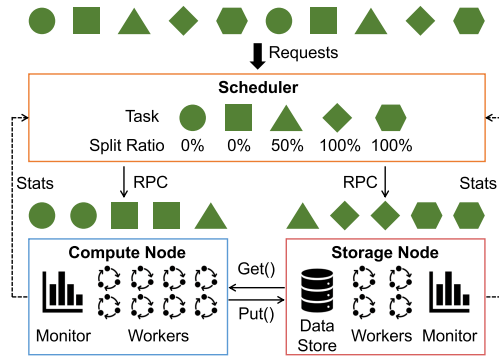 Requests
Scheduler
Task
Split Ratio 0% 0% 50% 100% 100%
Stats RPC RPC Stats
Compute Node
Get()
Put()
Storage Node
Monitor Workers
Data
Store
Workers Monitor